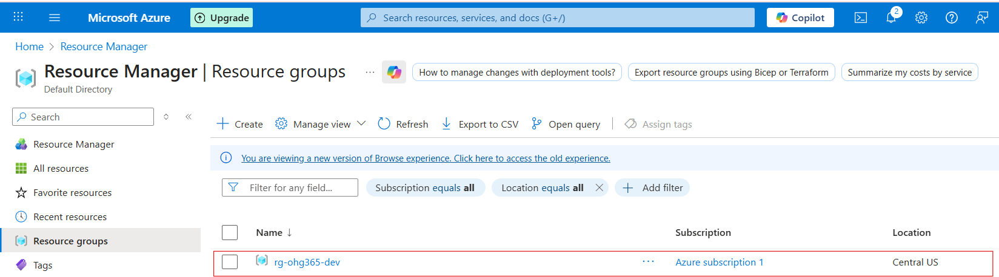 Microsoft Azure
Upgrade
Search resources, services, and docs (G+/)
Copilot
2
Home > Resource Manager
Resource Manager | Resource groups ...
Default Directory
How to manage changes with deployment tools?
Export resource groups using Bicep or Terraform
Summarize my costs by service
Search
Resource Manager
All resources
Favorite resources
Recent resources
Resource groups
Tags
Create
Manage view
Refresh
Export to CSV
Open query
Assign tags
You are viewing a new version of Browse experience. Click here to access the old experience.
Filter for any field...
Subscription equals all
Location equals all
Add filter
Name ↓ Subscription Location
rg-ohg365-dev ... Azure subscription 1 Central US